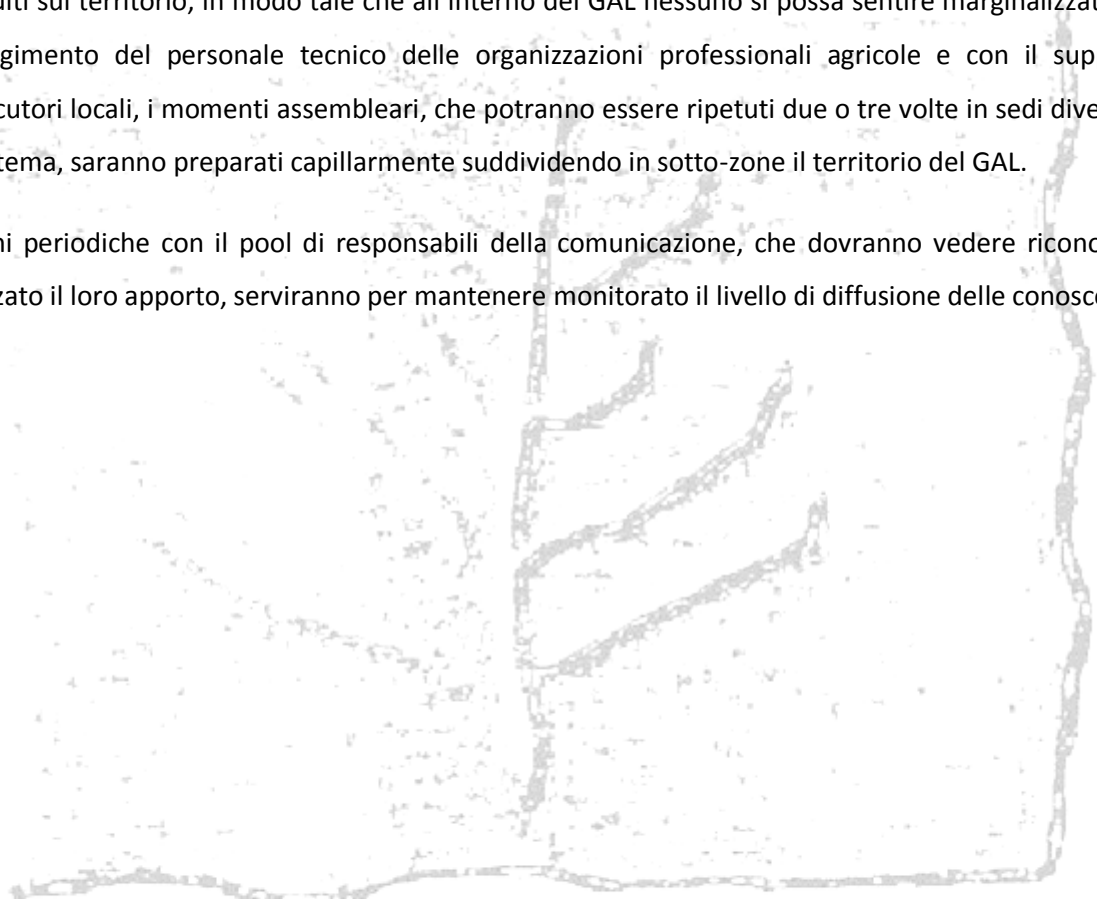 diti sul territorio, in modo tale che all'interno del GAL nessuno si possa sentire marginalizzat
gimento del personale tecnico delle organizzazioni professionali agricole e con il sup
cutori locali, i momenti assembleari, che potranno essere ripetuti due o tre volte in sedi dive
tema, saranno preparati capillarmente suddividendo in sotto-zone il territorio del GAL.
ni periodiche con il pool di responsabili della comunicazione, che dovranno vedere ricono
zato il loro apporto, serviranno per mantenere monitorato il livello di diffusione delle conosce